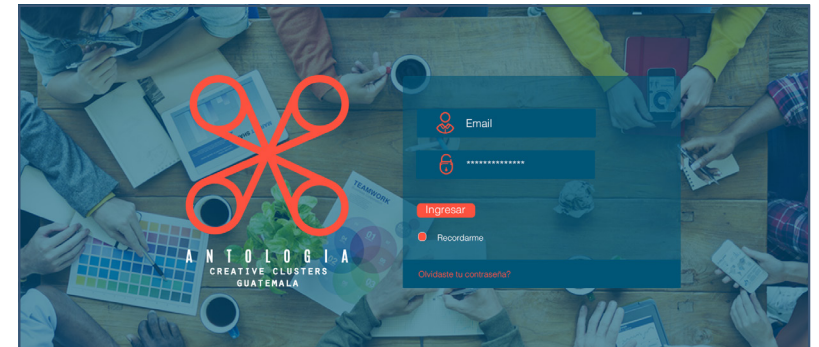 TEAMWORK
ANTOLOGIA
CREATIVE CLUSTERS
GUATEMALA
Email
**************
Ingresar
Recordarme
Olvidaste tu contraseña?